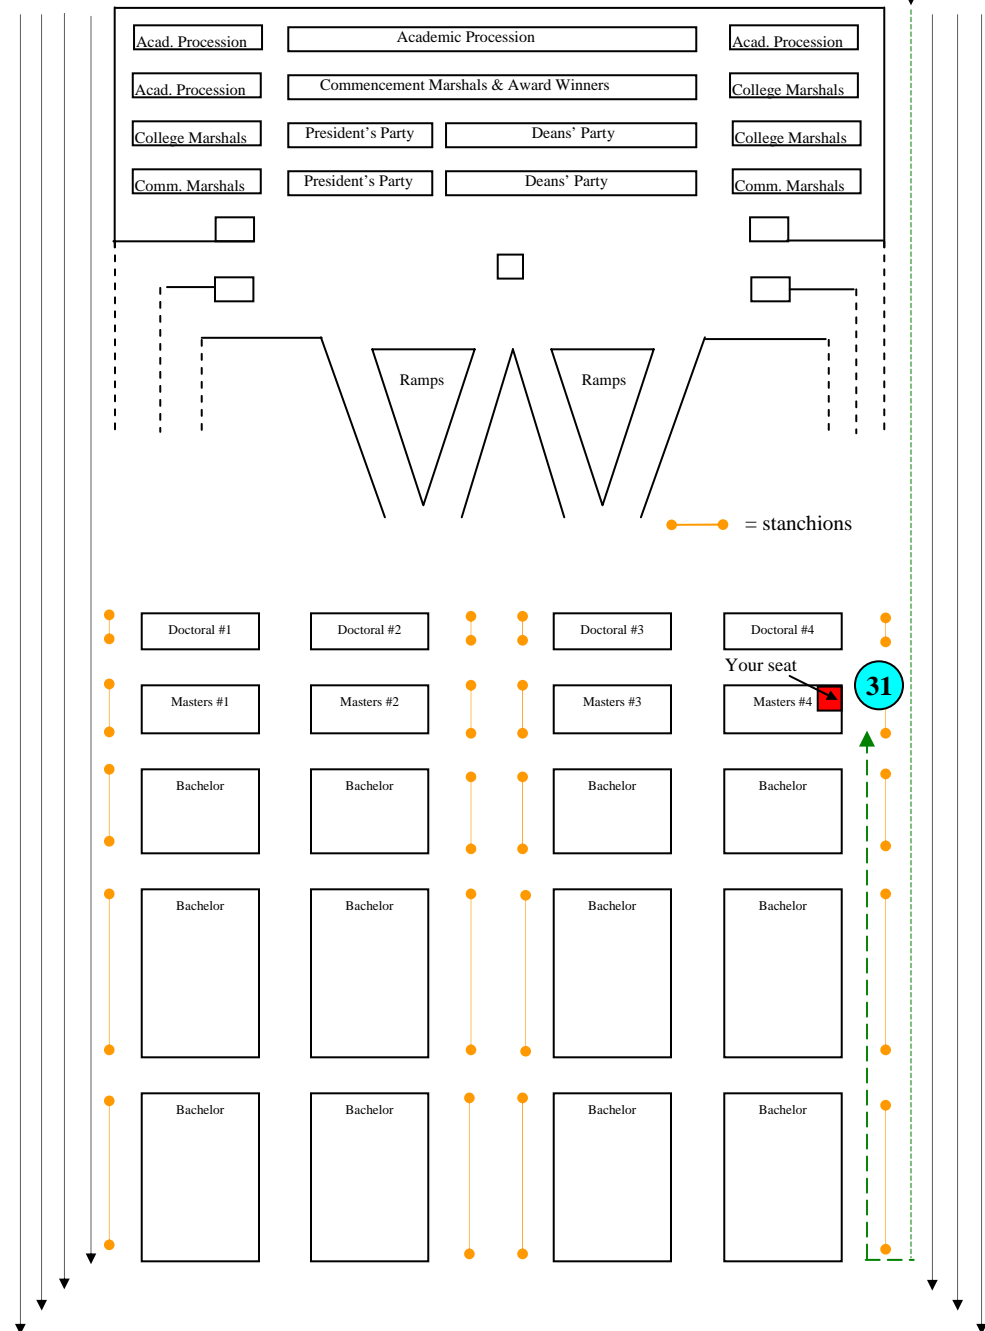 Acad. Procession
Academic Procession
Acad. Procession
Acad. Procession
Commencement Marshals & Award Winners
College Marshals
College Marshals
President’s Party
Deans’ Party
College Marshals
Comm. Marshals
President’s Party
Deans’ Party
Comm. Marshals
Ramps
Ramps
= stanchions
Doctoral #1
Doctoral #2
Doctoral #3
Doctoral #4
Your seat
31
Masters #1
Masters #2
Masters #3
Masters #4
Bachelor
Bachelor
Bachelor
Bachelor
Bachelor
Bachelor
Bachelor
Bachelor
Bachelor
Bachelor
Bachelor
Bachelor